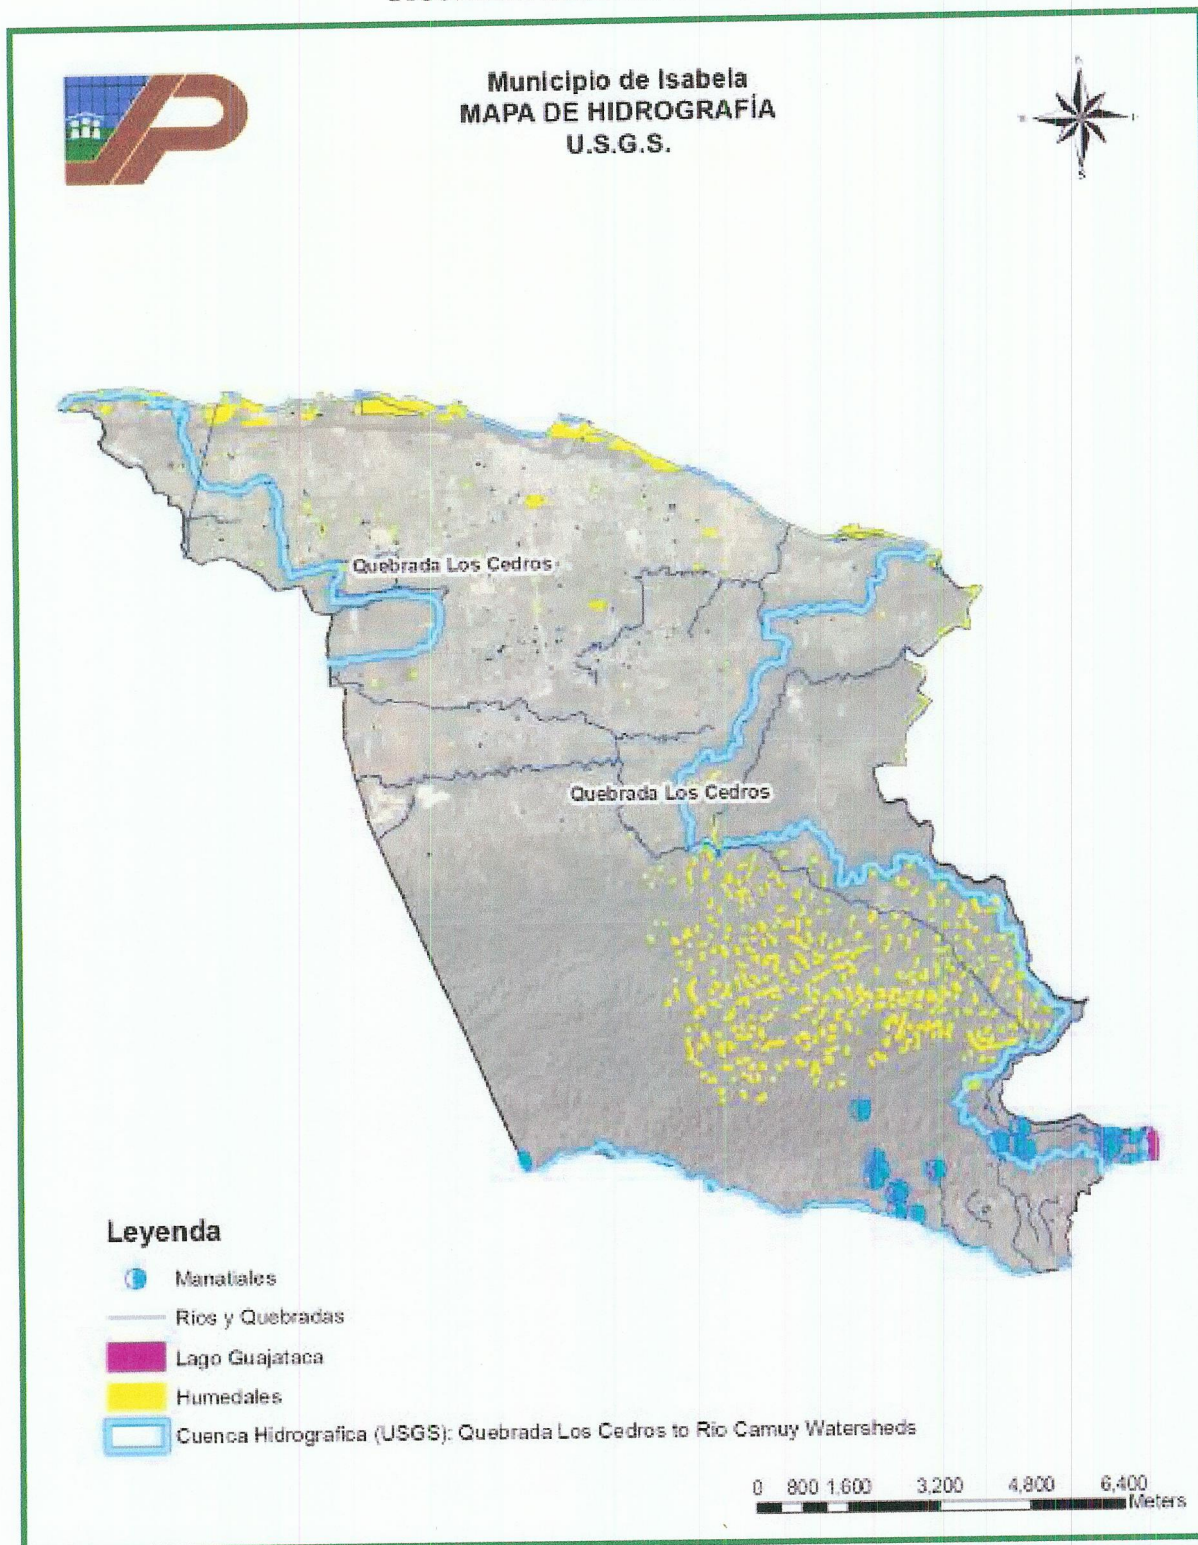 Municipio de Isabela
MAPA DE HIDROGRAFÍA
U.S.G.S.
Quebrada Los Cedros
Quebrada Los Cedros
Leyenda
Manatiales
Ríos y Quebradas
Lago Guajataca
Humedales
Cuenca Hidrografica (USGS): Quebrada Los Cedros to Rio Camuy Watersheds
0 800 1,600 3,200 4,800 6,400
Meters